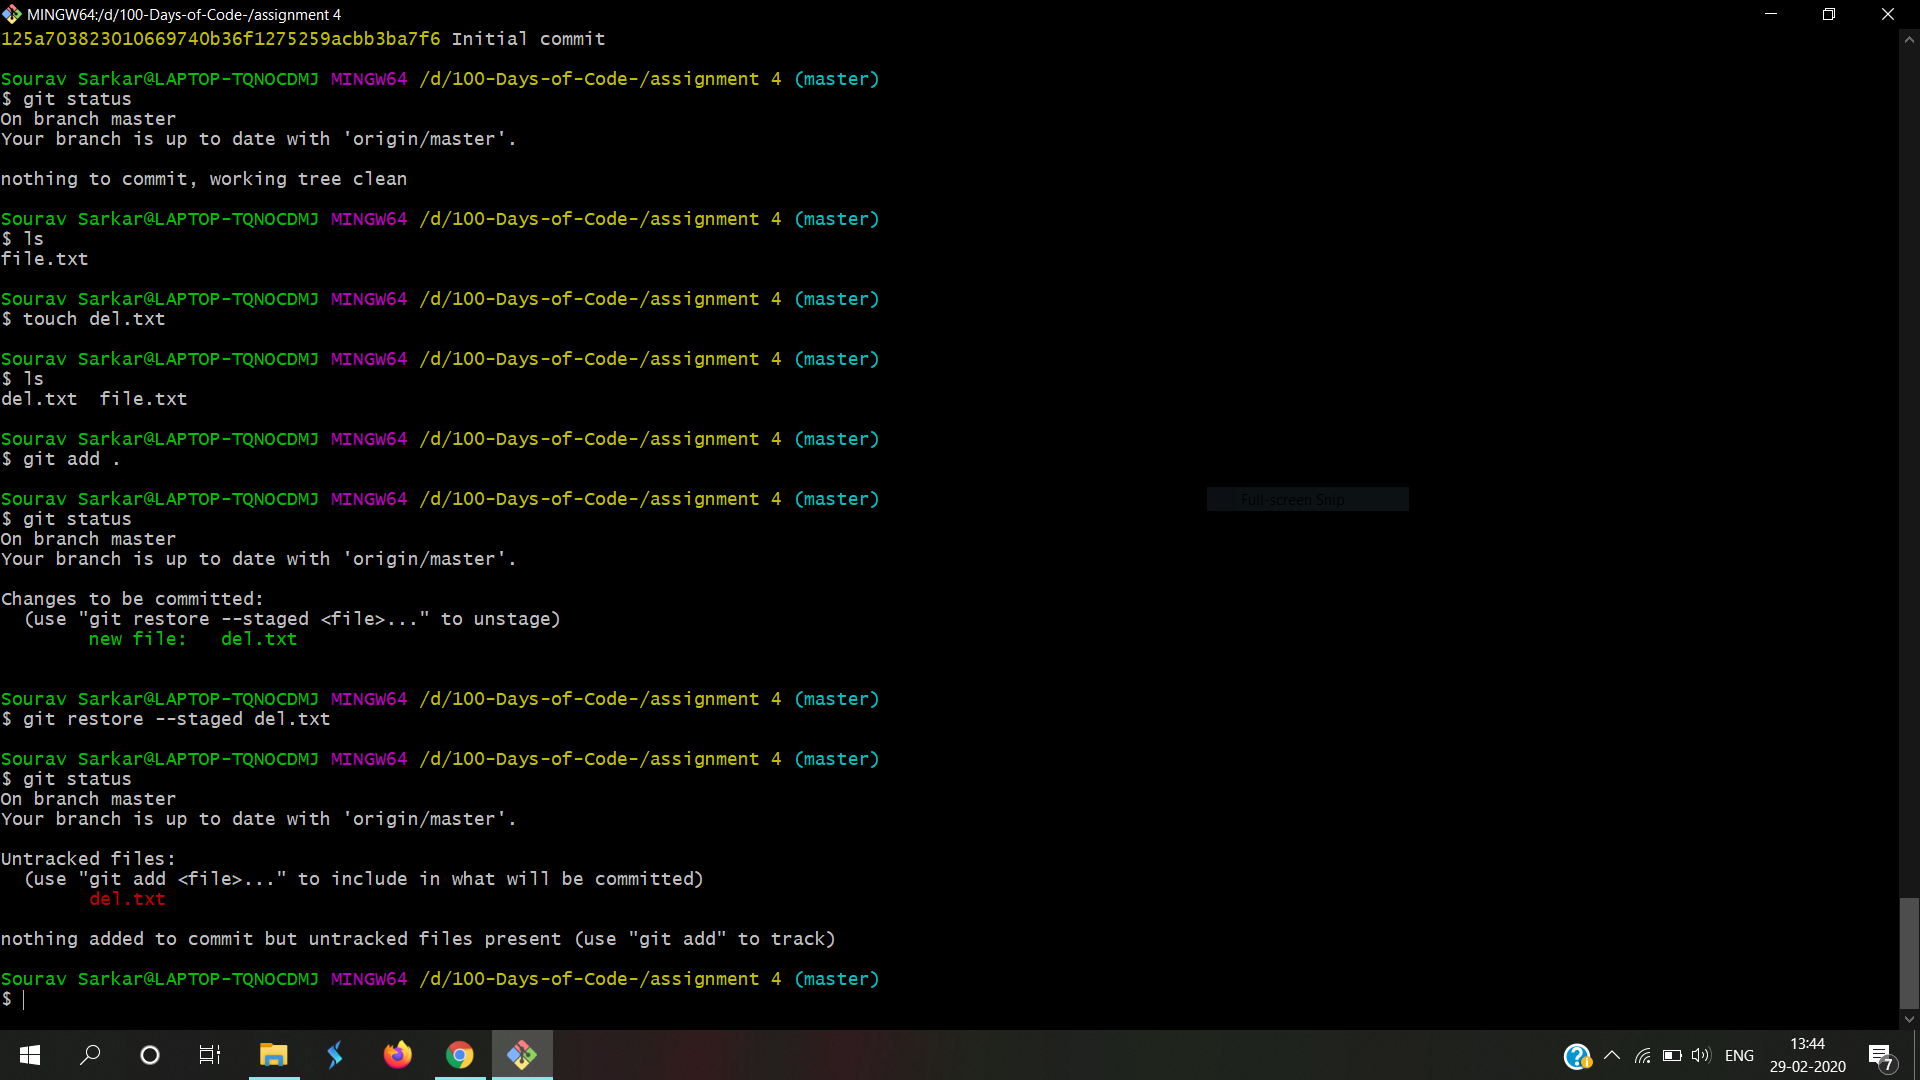 MINGW64:/d/100-Days-of-Code-/assignment 4
125a703823010669740b36f1275259acbb3ba7f6 Initial commit
Sourav Sarkar@LAPTOP-TQNOCDMJ MINGW64 /d/100-Days-of-Code-/assignment 4 (master)
$ git status
On branch master
Your branch is up to date with 'origin/master'.
nothing to commit, working tree clean
Sourav Sarkar@LAPTOP-TQNOCDMJ MINGW64 /d/100-Days-of-Code-/assignment 4 (master)
$ ls
file.txt
Sourav Sarkar@LAPTOP-TQNOCDMJ MINGW64 /d/100-Days-of-Code-/assignment 4 (master)
$ touch del.txt
Sourav Sarkar@LAPTOP-TQNOCDMJ MINGW64 /d/100-Days-of-Code-/assignment 4 (master)
$ ls
del.txt  file.txt
Sourav Sarkar@LAPTOP-TQNOCDMJ MINGW64 /d/100-Days-of-Code-/assignment 4 (master)
$ git add .
Sourav Sarkar@LAPTOP-TQNOCDMJ MINGW64 /d/100-Days-of-Code-/assignment 4 (master)
Full-screen Snip
$ git status
On branch master
Your branch is up to date with 'origin/master'.
Changes to be committed:
  (use "git restore --staged <file>..." to unstage)
        new file:   del.txt
Sourav Sarkar@LAPTOP-TQNOCDMJ MINGW64 /d/100-Days-of-Code-/assignment 4 (master)
$ git restore --staged del.txt
Sourav Sarkar@LAPTOP-TQNOCDMJ MINGW64 /d/100-Days-of-Code-/assignment 4 (master)
$ git status
On branch master
Your branch is up to date with 'origin/master'.
Untracked files:
  (use "git add <file>..." to include in what will be committed)
        del.txt
nothing added to commit but untracked files present (use "git add" to track)
Sourav Sarkar@LAPTOP-TQNOCDMJ MINGW64 /d/100-Days-of-Code-/assignment 4 (master)
$
ENG
13:44
29-02-2020
7